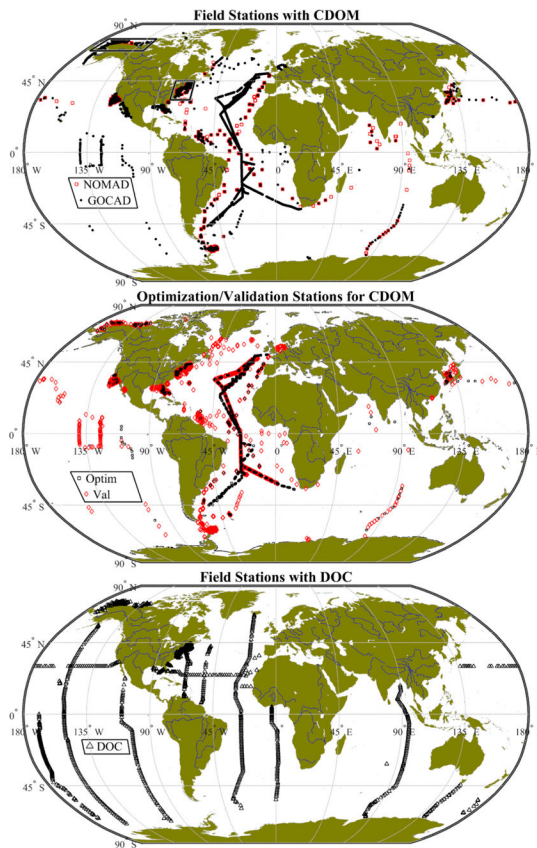 Field Stations with CDOM
90° N
45° N
0°
180° W
135° W
90° W
45° W
0°
45° E
90° E
135° E
180°
NOMAD
GOCAD
45° S
90° S
Optimization/Validation Stations for CDOM
90° N
45° N
0°
180° W
135° W
90° W
45° W
0°
45° E
90° E
135° E
180°
Optim
Val
45° S
90° S
Field Stations with DOC
90° N
45° N
0°
180° W
135° W
90° W
45° W
0°
45° E
90° E
135° E
180°
DOC
45° S
90° S